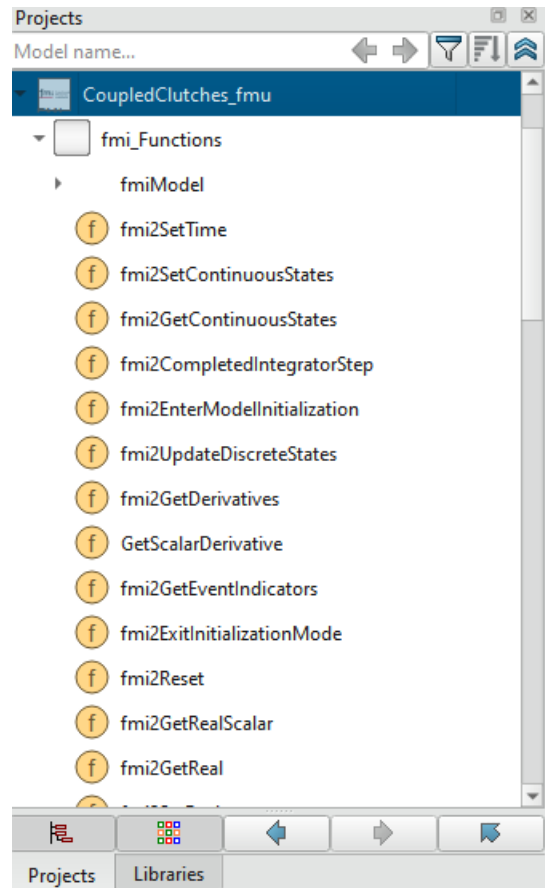 Projects
Model name...
CoupledClutches_fmu
fmi_Functions
fmiModel
f fmi2SetTime
f fmi2SetContinuousStates
f fmi2GetContinuousStates
f fmi2CompletedIntegratorStep
f fmi2EnterModelInitialization
f fmi2UpdateDiscreteStates
f fmi2GetDerivatives
f GetScalarDerivative
f fmi2GetEventIndicators
f fmi2ExitInitializationMode
f fmi2Reset
f fmi2GetRealScalar
f fmi2GetReal
Projects Libraries